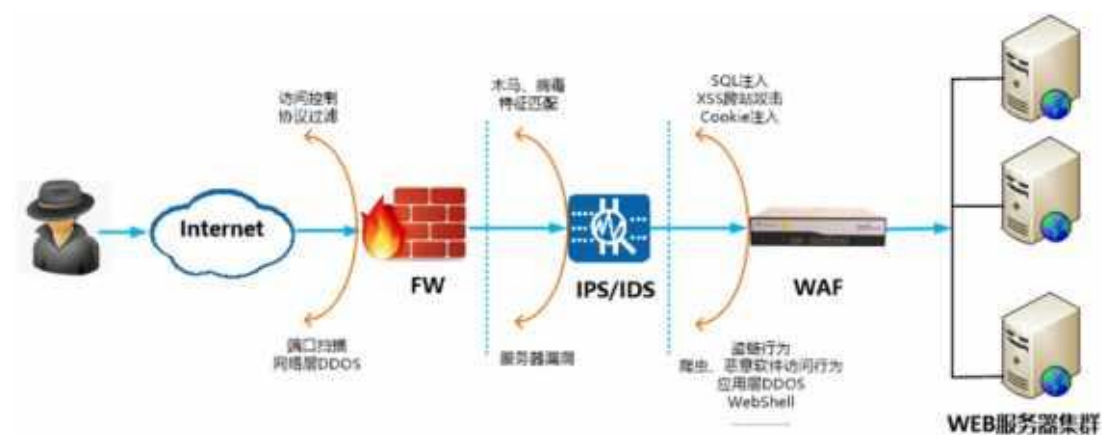 访问控制
协议过滤
木马、病毒
特征匹配
SQL注入
XSS跨站攻击
Cookie注入
Internet
FW
IPS/IDS
WAF
端口扫描
网络层DDOS
服务器漏洞
盗链行为
爬虫、恶意软件访问行为
应用层DDOS
WebShell
WEB服务器集群